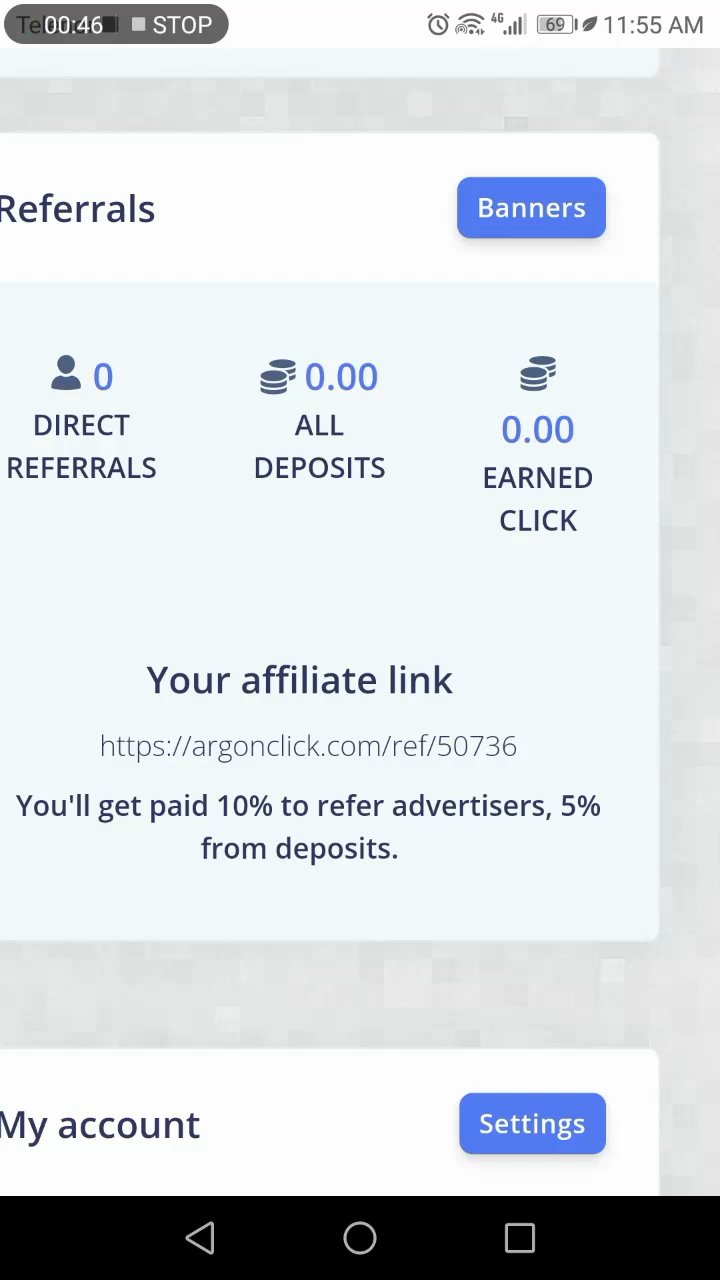 00:46 STOP 4G 69 11:55 AM
Referrals
Banners
0
DIRECT
REFERRALS
0.00
ALL
DEPOSITS
0.00
EARNED
CLICK
Your affiliate link
https://argonclick.com/ref/50736
You'll get paid 10% to refer advertisers, 5%
from deposits.
My account
Settings